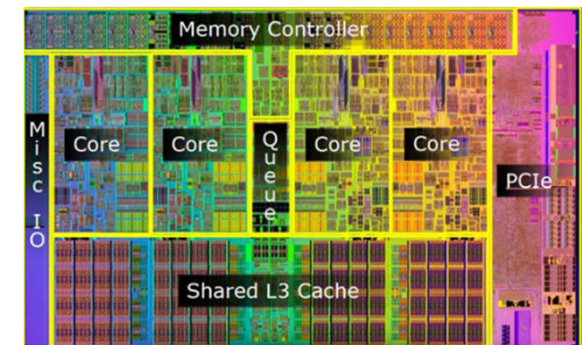 Memory Controller
Misc IO
Core
Core
Queue
Core
Core
PCIe
Shared L3 Cache